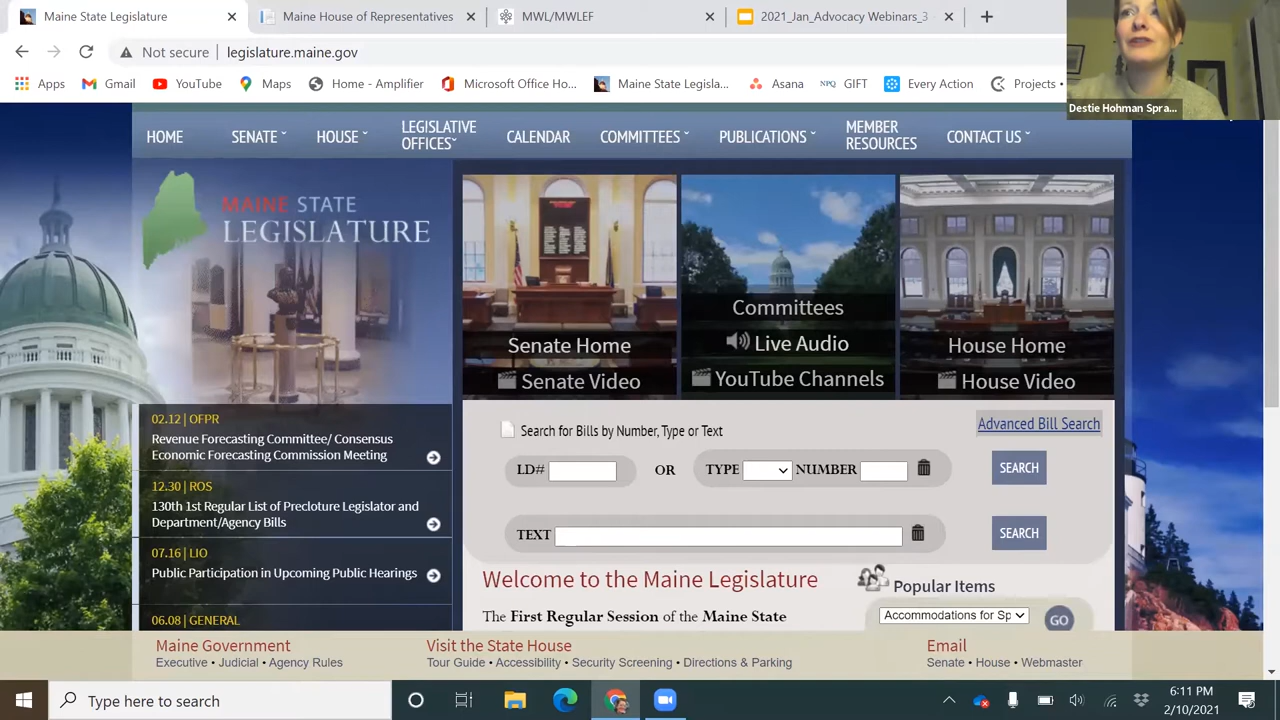 Maine State Legislature
Maine House of Representatives
MWL/MWLEF
2021_Jan_Advocacy Webinars_3
Not secure
legislature.maine.gov
Apps
Gmail
YouTube
Maps
Home - Amplifier
Microsoft Office Ho...
Maine State Legisla...
Asana
NPQ GIFT
Every Action
Projects -
Destie Hohman Spra...
HOME
SENATE
HOUSE
LEGISLATIVE
OFFICES
CALENDAR
COMMITTEES
PUBLICATIONS
MEMBER
RESOURCES
CONTACT US
MAINE STATE
LEGISLATURE
Senate Home
Senate Video
Committees
Live Audio
YouTube Channels
House Home
House Video
02.12 | OFPR
Revenue Forecasting Committee/ Consensus
Economic Forecasting Commission Meeting
12.30 | ROS
130th 1st Regular List of Precloture Legislator and
Department/Agency Bills
07.16 | LIO
Public Participation in Upcoming Public Hearings
06.08 | GENERAL
Search for Bills by Number, Type or Text
Advanced Bill Search
LD#
OR
TYPE
NUMBER
SEARCH
TEXT
SEARCH
Welcome to the Maine Legislature
The First Regular Session of the Maine State
Popular Items
Accommodations for Sp
GO
Maine Government
Executive • Judicial • Agency Rules
Visit the State House
Tour Guide • Accessibility • Security Screening • Directions & Parking
Email
Senate • House • Webmaster
Type here to search
6:11 PM
2/10/2021